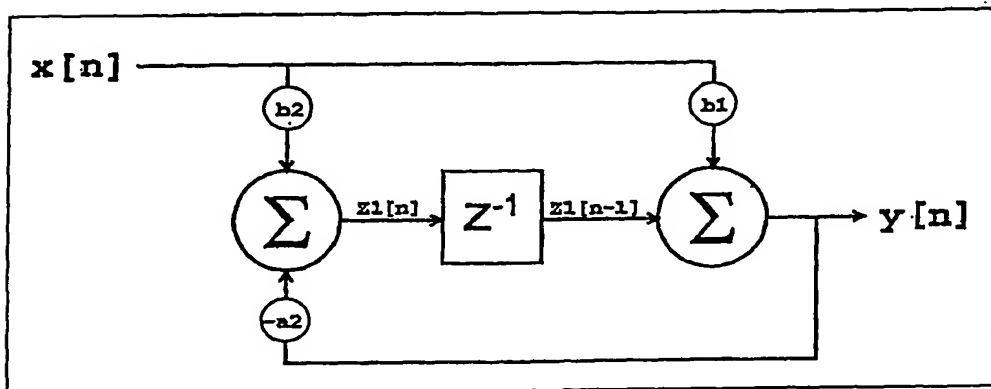 x[n]
b2
b1
Σ
z1[n]
Z-1
z1[n-1]
Σ
y[n]
-a2